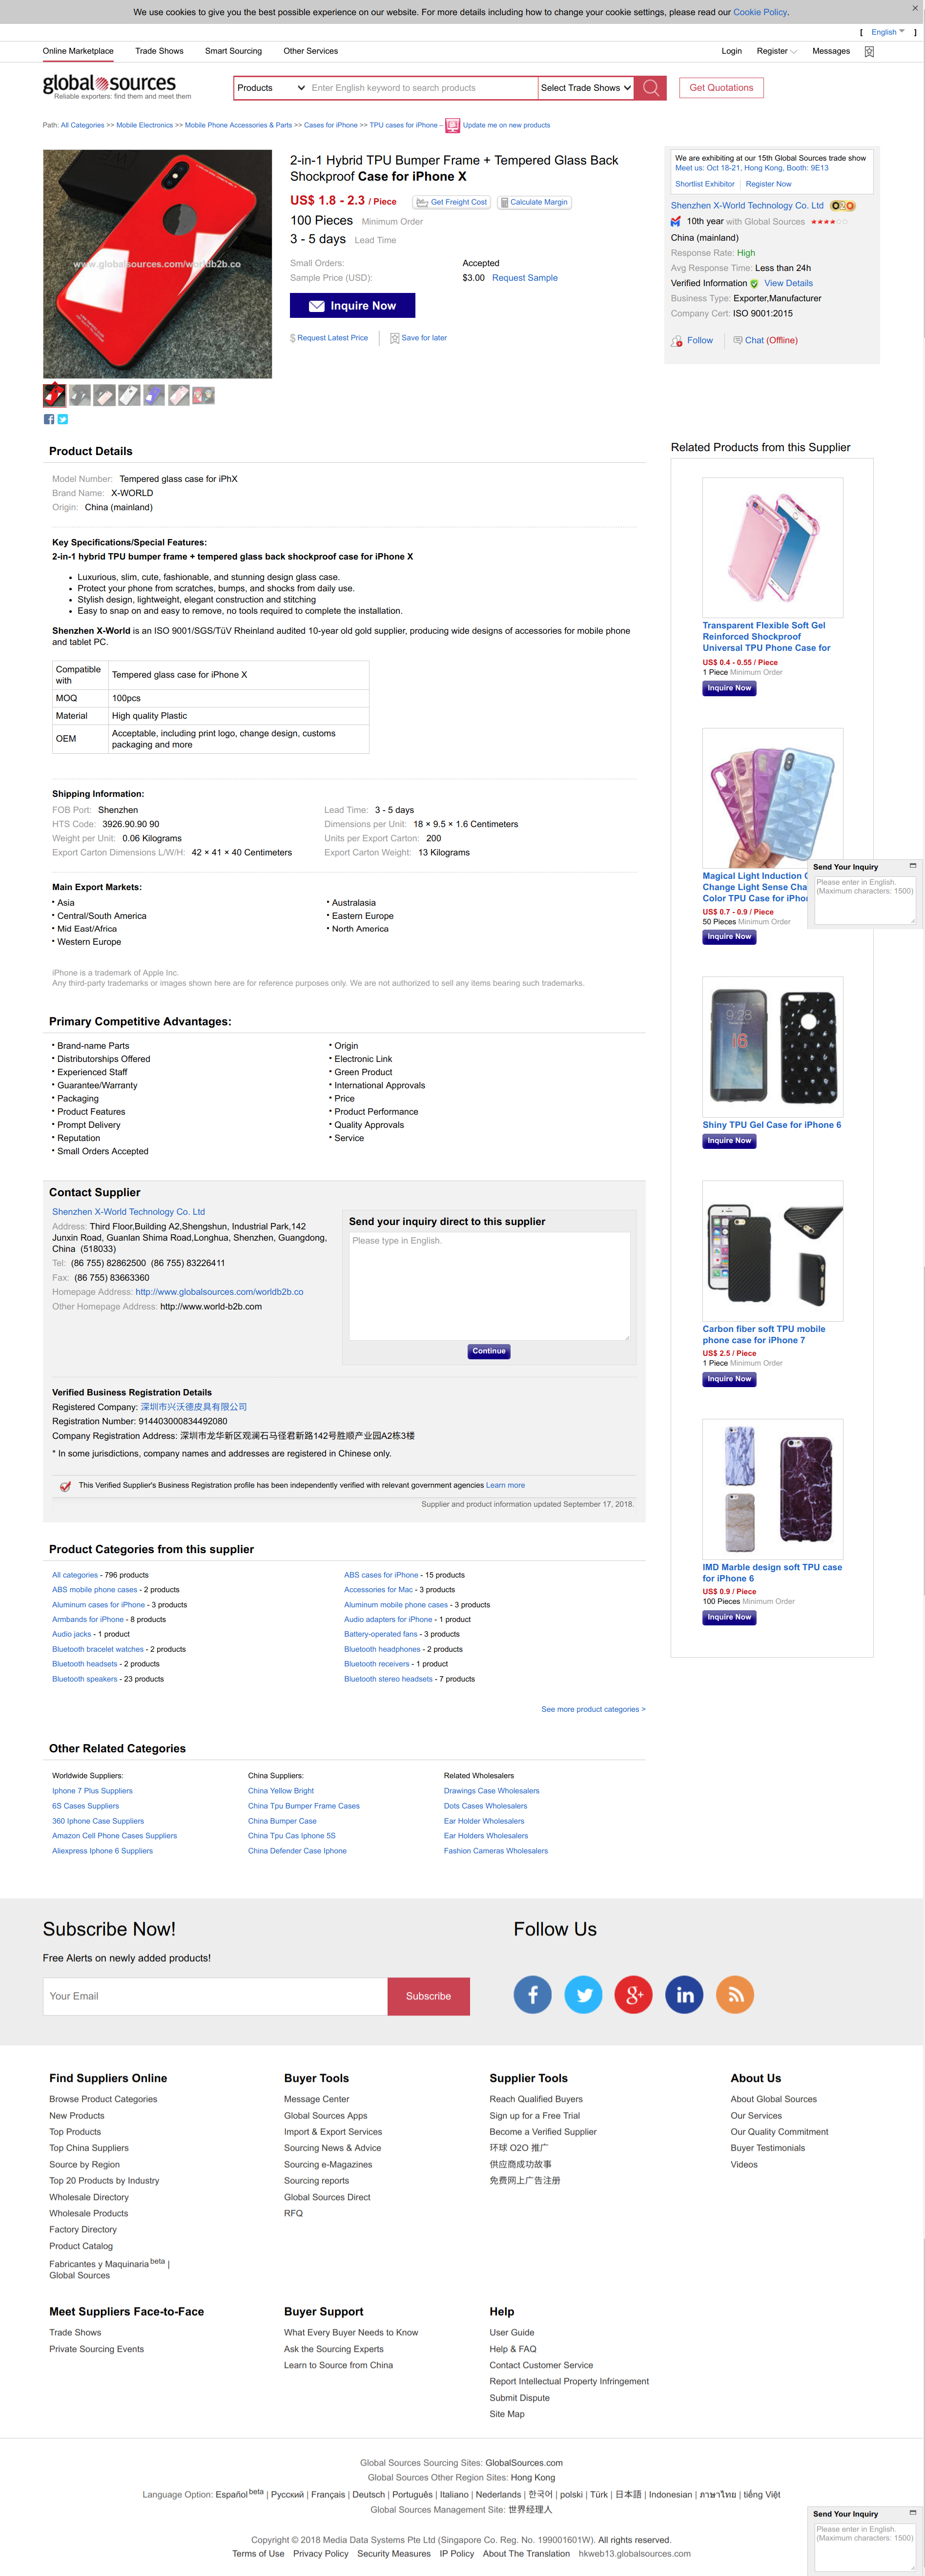 We use cookies to give you the best possible experience on our website. For more details including how to change your cookie settings, please read our Cookie Policy.
[ English ]
Online Marketplace Trade Shows Smart Sourcing Other Services
Login Register Messages
global sources
Reliable exporters: find them and meet them
Products Enter English keyword to search products Select Trade Shows
Get Quotations
Path: All Categories >> Mobile Electronics >> Mobile Phone Accessories & Parts >> Cases for iPhone >> TPU cases for iPhone – Update me on new products
www.globalsources.com/worldb2b.co
2-in-1 Hybrid TPU Bumper Frame + Tempered Glass Back
Shockproof Case for iPhone X
US$ 1.8 - 2.3 / Piece Get Freight Cost Calculate Margin
100 Pieces Minimum Order
3 - 5 days Lead Time
Small Orders: Accepted
Sample Price (USD): $3.00 Request Sample
Inquire Now
Request Latest Price Save for later
We are exhibiting at our 15th Global Sources trade show
Meet us: Oct 18-21, Hong Kong, Booth: 9E13
Shortlist Exhibitor Register Now
Shenzhen X-World Technology Co. Ltd O2O
10th year with Global Sources
China (mainland)
Response Rate: High
Avg Response Time: Less than 24h
Verified Information View Details
Business Type: Exporter,Manufacturer
Company Cert: ISO 9001:2015
Follow Chat (Offline)
Product Details
Model Number: Tempered glass case for iPhX
Brand Name: X-WORLD
Origin: China (mainland)
Key Specifications/Special Features:
2-in-1 hybrid TPU bumper frame + tempered glass back shockproof case for iPhone X
• Luxurious, slim, cute, fashionable, and stunning design glass case.
• Protect your phone from scratches, bumps, and shocks from daily use.
• Stylish design, lightweight, elegant construction and stitching
• Easy to snap on and easy to remove, no tools required to complete the installation.
Shenzhen X-World is an ISO 9001/SGS/TüV Rheinland audited 10-year old gold supplier, producing wide designs of accessories for mobile phone
and tablet PC.
Compatible
with Tempered glass case for iPhone X
MOQ 100pcs
Material High quality Plastic
OEM Acceptable, including print logo, change design, customs
packaging and more
Shipping Information:
FOB Port: Shenzhen Lead Time: 3 - 5 days
HTS Code: 3926.90.90 90 Dimensions per Unit: 18 × 9.5 × 1.6 Centimeters
Weight per Unit: 0.06 Kilograms Units per Export Carton: 200
Export Carton Dimensions L/W/H: 42 × 41 × 40 Centimeters Export Carton Weight: 13 Kilograms
Main Export Markets:
• Asia • Australasia
• Central/South America • Eastern Europe
• Mid East/Africa • North America
• Western Europe
iPhone is a trademark of Apple Inc.
Any third-party trademarks or images shown here are for reference purposes only. We are not authorized to sell any items bearing such trademarks.
Primary Competitive Advantages:
• Brand-name Parts • Origin
• Distributorships Offered • Electronic Link
• Experienced Staff • Green Product
• Guarantee/Warranty • International Approvals
• Packaging • Price
• Product Features • Product Performance
• Prompt Delivery • Quality Approvals
• Reputation • Service
• Small Orders Accepted
Related Products from this Supplier
Transparent Flexible Soft Gel
Reinforced Shockproof
Universal TPU Phone Case for
US$ 0.4 - 0.55 / Piece
1 Piece Minimum Order
Inquire Now
Magical Light Induction
Change Light Sense Cha
Color TPU Case for iPho
US$ 0.7 - 0.9 / Piece
50 Pieces Minimum Order
Inquire Now
Send Your Inquiry
Please enter in English.
(Maximum characters: 1500)
9:23
i6
Shiny TPU Gel Case for iPhone 6
Inquire Now
Carbon fiber soft TPU mobile
phone case for iPhone 7
US$ 2.5 / Piece
1 Piece Minimum Order
Inquire Now
IMD Marble design soft TPU case
for iPhone 6
US$ 0.9 / Piece
100 Pieces Minimum Order
Inquire Now
Contact Supplier
Shenzhen X-World Technology Co. Ltd
Address: Third Floor,Building A2,Shengshun, Industrial Park,142
Junxin Road, Guanlan Shima Road,Longhua, Shenzhen, Guangdong,
China (518033)
Tel: (86 755) 82862500 (86 755) 83226411
Fax: (86 755) 83663360
Homepage Address: http://www.globalsources.com/worldb2b.co
Other Homepage Address: http://www.world-b2b.com
Send your inquiry direct to this supplier
Please type in English.
Continue
Verified Business Registration Details
Registered Company: 深圳市兴沃德皮具有限公司
Registration Number: 914403000834492080
Company Registration Address: 深圳市龙华新区观澜石马径君新路142号胜顺产业园A2栋3楼
* In some jurisdictions, company names and addresses are registered in Chinese only.
This Verified Supplier's Business Registration profile has been independently verified with relevant government agencies Learn more
Supplier and product information updated September 17, 2018.
Product Categories from this supplier
All categories - 796 products ABS cases for iPhone - 15 products
ABS mobile phone cases - 2 products Accessories for Mac - 3 products
Aluminum cases for iPhone - 3 products Aluminum mobile phone cases - 3 products
Armbands for iPhone - 8 products Audio adapters for iPhone - 1 product
Audio jacks - 1 product Battery-operated fans - 3 products
Bluetooth bracelet watches - 2 products Bluetooth headphones - 2 products
Bluetooth headsets - 2 products Bluetooth receivers - 1 product
Bluetooth speakers - 23 products Bluetooth stereo headsets - 7 products
See more product categories >
Other Related Categories
Worldwide Suppliers: China Suppliers: Related Wholesalers
Iphone 7 Plus Suppliers China Yellow Bright Drawings Case Wholesalers
6S Cases Suppliers China Tpu Bumper Frame Cases Dots Cases Wholesalers
360 Iphone Case Suppliers China Bumper Case Ear Holder Wholesalers
Amazon Cell Phone Cases Suppliers China Tpu Cas Iphone 5S Ear Holders Wholesalers
Aliexpress Iphone 6 Suppliers China Defender Case Iphone Fashion Cameras Wholesalers
Subscribe Now! Follow Us
Free Alerts on newly added products!
Your Email Subscribe
Find Suppliers Online
Browse Product Categories
New Products
Top Products
Top China Suppliers
Source by Region
Top 20 Products by Industry
Wholesale Directory
Wholesale Products
Factory Directory
Product Catalog
Fabricantes y Maquinaria beta |
Global Sources
Buyer Tools
Message Center
Global Sources Apps
Import & Export Services
Sourcing News & Advice
Sourcing e-Magazines
Sourcing reports
Global Sources Direct
RFQ
Supplier Tools
Reach Qualified Buyers
Sign up for a Free Trial
Become a Verified Supplier
环球 O2O 推广
供应商成功故事
免费网上广告注册
About Us
About Global Sources
Our Services
Our Quality Commitment
Buyer Testimonials
Videos
Meet Suppliers Face-to-Face
Trade Shows
Private Sourcing Events
Buyer Support
What Every Buyer Needs to Know
Ask the Sourcing Experts
Learn to Source from China
Help
User Guide
Help & FAQ
Contact Customer Service
Report Intellectual Property Infringement
Submit Dispute
Site Map
Global Sources Sourcing Sites: GlobalSources.com
Global Sources Other Region Sites: Hong Kong
Language Option: Español beta | Русский | Français | Deutsch | Português | Italiano | Nederlands | 한국어 | polski | Türk | 日本語 | Indonesian | ภาษาไทย | tiếng Việt
Global Sources Management Site: 世界经理人
Send Your Inquiry
Please enter in English.
(Maximum characters: 1500)
Copyright © 2018 Media Data Systems Pte Ltd (Singapore Co. Reg. No. 199001601W). All rights reserved.
Terms of Use Privacy Policy Security Measures IP Policy About The Translation hkweb13.globalsources.com